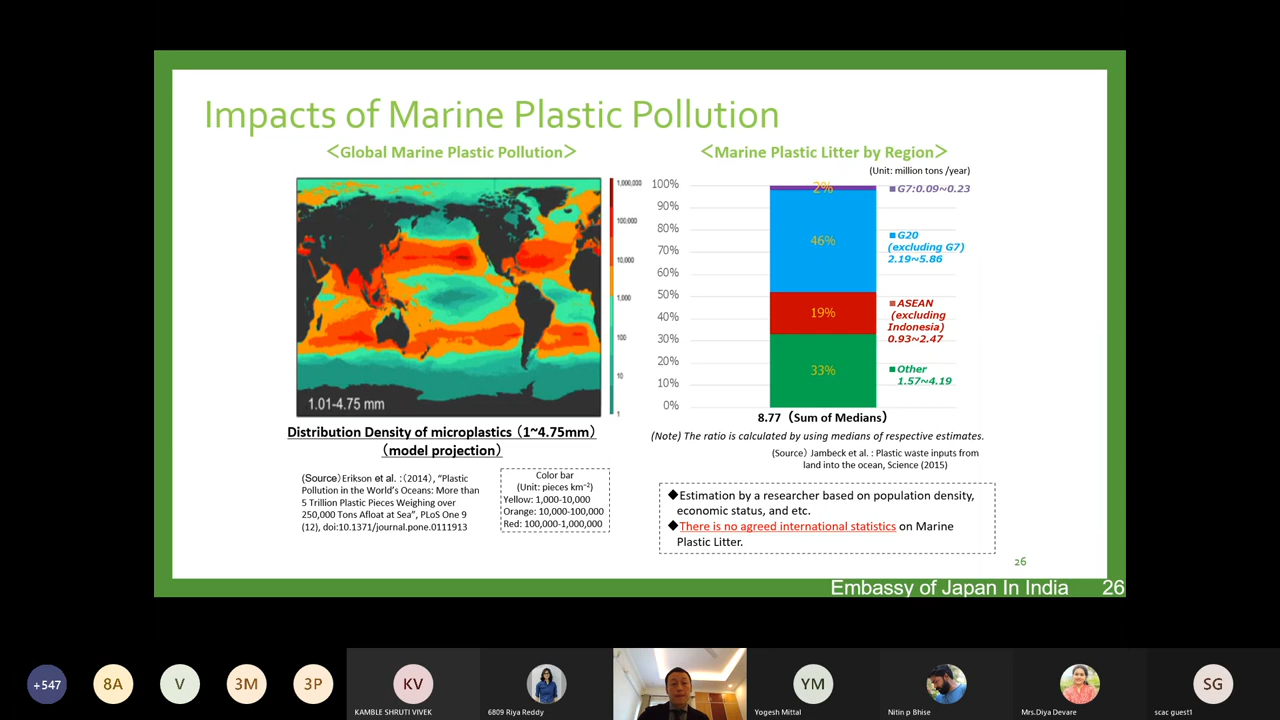 Impacts of Marine Plastic Pollution
＜Global Marine Plastic Pollution＞
1,000,000
100,000
10,000
1,000
100
10
1
1.01-4.75 mm
Distribution Density of microplastics（1~4.75mm）
（model projection）
（Source）Erikson et al. :（2014）, “Plastic
Pollution in the World’s Oceans: More than
5 Trillion Plastic Pieces Weighing over
250,000 Tons Afloat at Sea”, PLoS One 9
(12), doi:10.1371/journal.pone.0111913
Color bar
(Unit: pieces km⁻²)
Yellow: 1,000-10,000
Orange: 10,000-100,000
Red: 100,000-1,000,000
＜Marine Plastic Litter by Region＞
(Unit: million tons /year)
100%
90%
80%
70%
60%
50%
40%
30%
20%
10%
0%
2%
46%
19%
33%
G7:0.09~0.23
G20
(excluding G7)
2.19~5.86
ASEAN
(excluding
Indonesia)
0.93~2.47
Other
1.57~4.19
8.77（Sum of Medians）
(Note) The ratio is calculated by using medians of respective estimates.
(Source） Jambeck et al. : Plastic waste inputs from
land into the ocean, Science (2015)
◆Estimation by a researcher based on population density,
economic status, and etc.
◆There is no agreed international statistics on Marine
Plastic Litter.
26
Embassy of Japan In India 26
+547
8A
V
3M
3P
KV
KAMBLE SHRUTI VIVEK
6809 Riya Reddy
YM
Yogesh Mittal
Nitin p Bhise
Mrs.Diya Devare
SG
scac guest1